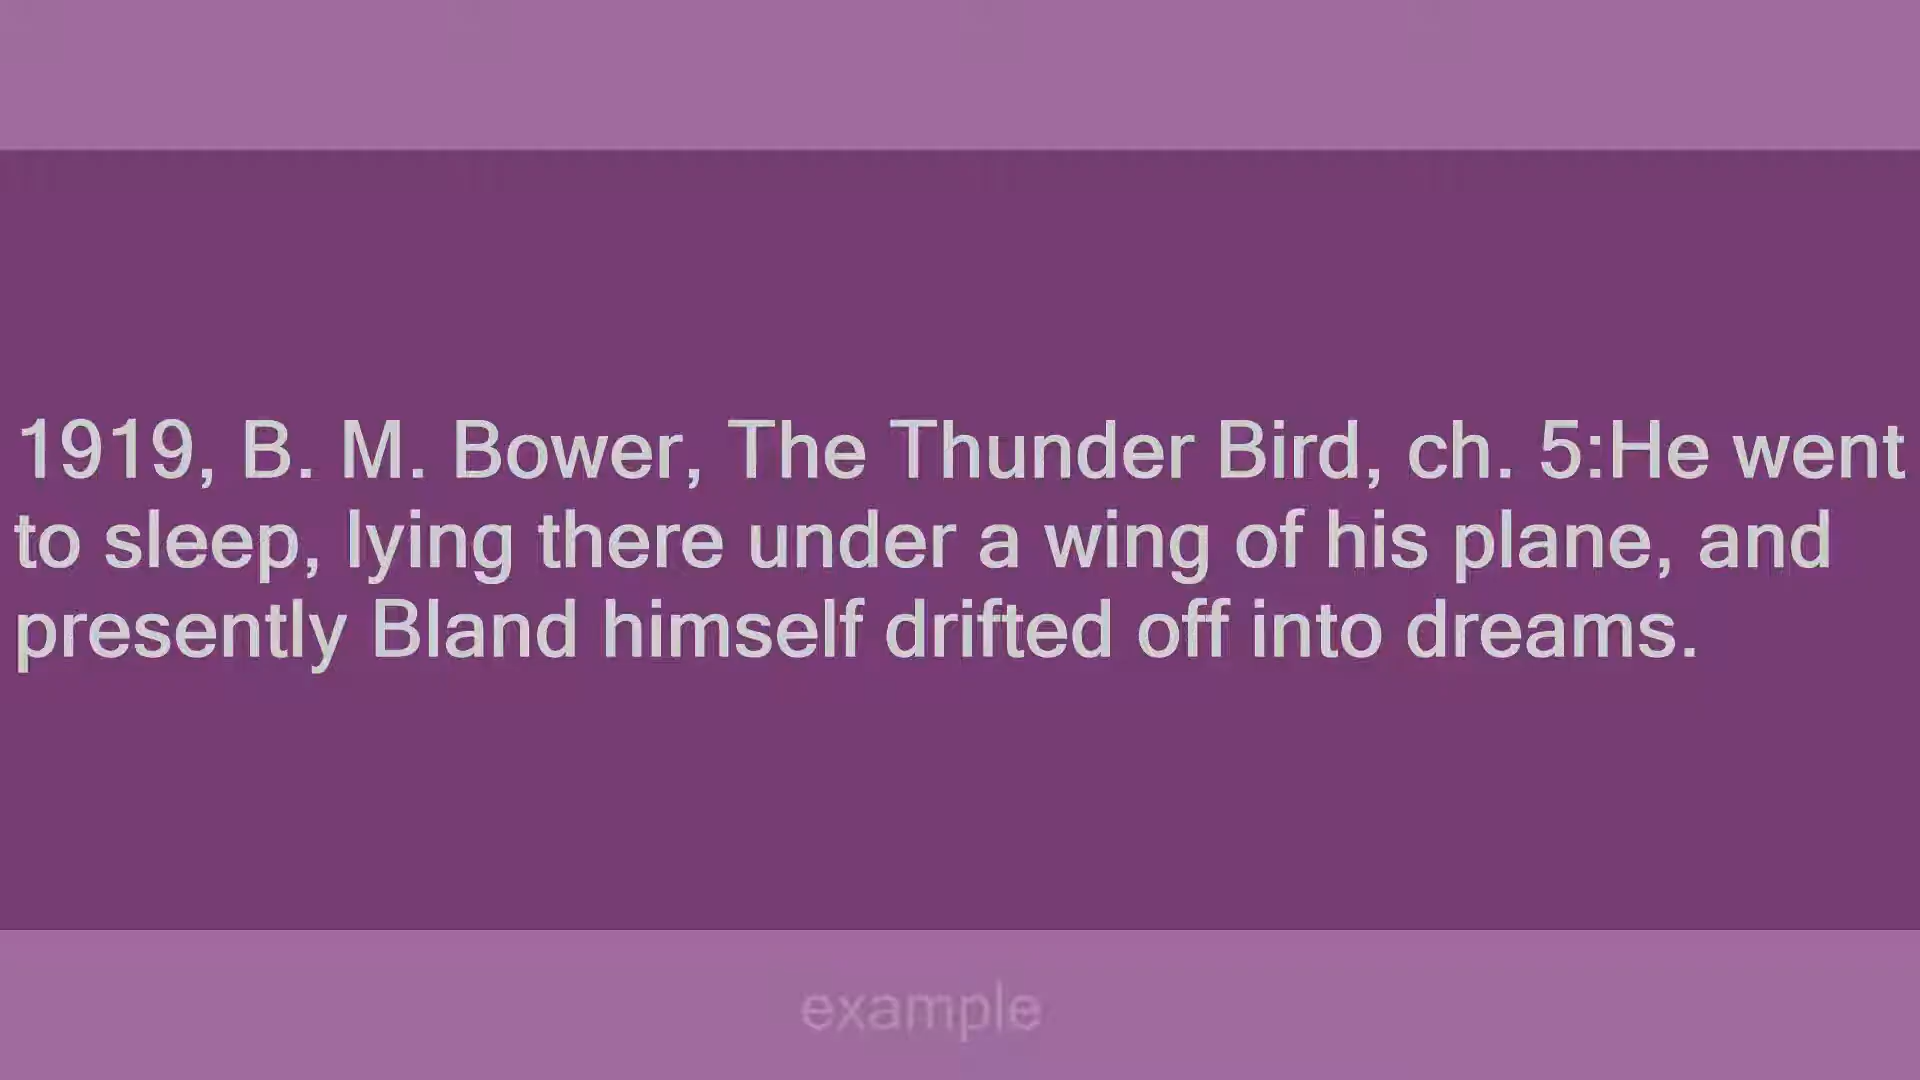 1919, B. M. Bower, The Thunder Bird, ch. 5:He went
to sleep, lying there under a wing of his plane, and
presently Bland himself drifted off into dreams.
example